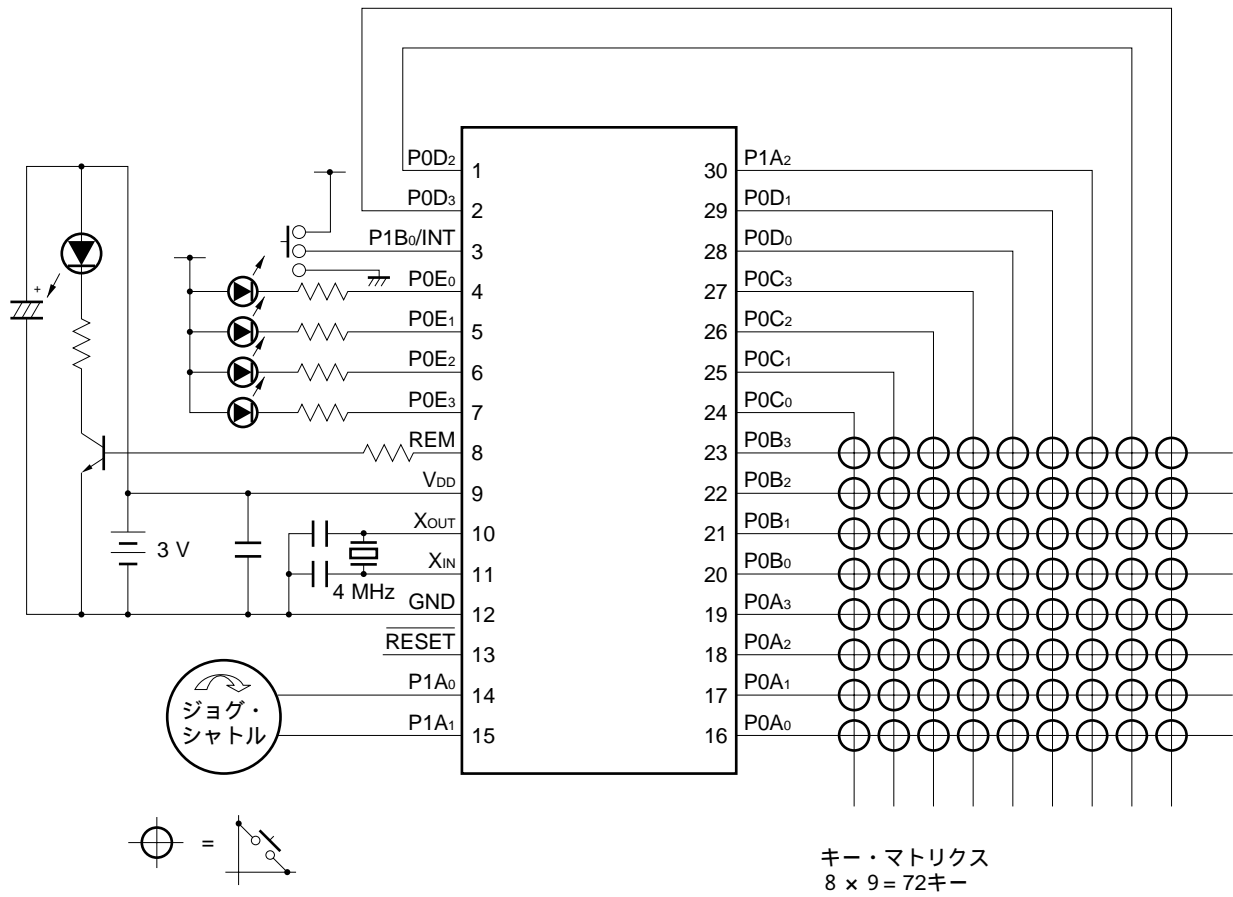 P0D2
1
P0D3
2
P1B0/INT
3
P0E0
4
P0E1
5
P0E2
6
P0E3
7
REM
8
VDD
9
XOUT
10
XIN
11
GND
12
RESET
13
P1A0
14
P1A1
15
30
P1A2
29
P0D1
28
P0D0
27
P0C3
26
P0C2
25
P0C1
24
P0C0
23
P0B3
22
P0B2
21
P0B1
20
P0B0
19
P0A3
18
P0A2
17
P0A1
16
P0A0
+
3 V
4 MHz
ジョグ・
シャトル
=
キー・マトリクス
8 × 9 = 72キー